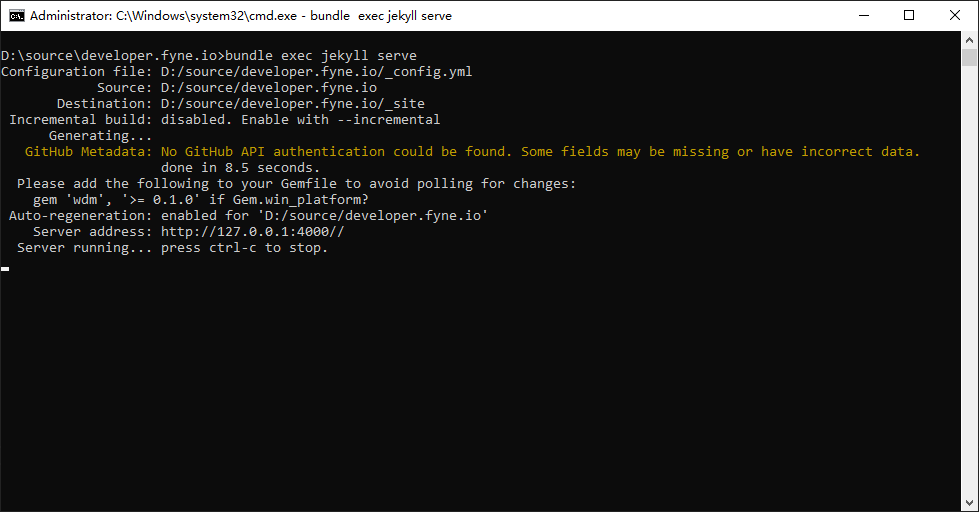 Administrator: C:\Windows\system32\cmd.exe - bundle  exec jekyll serve
D:\source\developer.fyne.io>bundle exec jekyll serve
Configuration file: D:/source/developer.fyne.io/_config.yml
            Source: D:/source/developer.fyne.io
       Destination: D:/source/developer.fyne.io/_site
 Incremental build: disabled. Enable with --incremental
      Generating...
   GitHub Metadata: No GitHub API authentication could be found. Some fields may be missing or have incorrect data.
                    done in 8.5 seconds.
  Please add the following to your Gemfile to avoid polling for changes:
    gem 'wdm', '>= 0.1.0' if Gem.win_platform?
 Auto-regeneration: enabled for 'D:/source/developer.fyne.io'
    Server address: http://127.0.0.1:4000//
  Server running... press ctrl-c to stop.